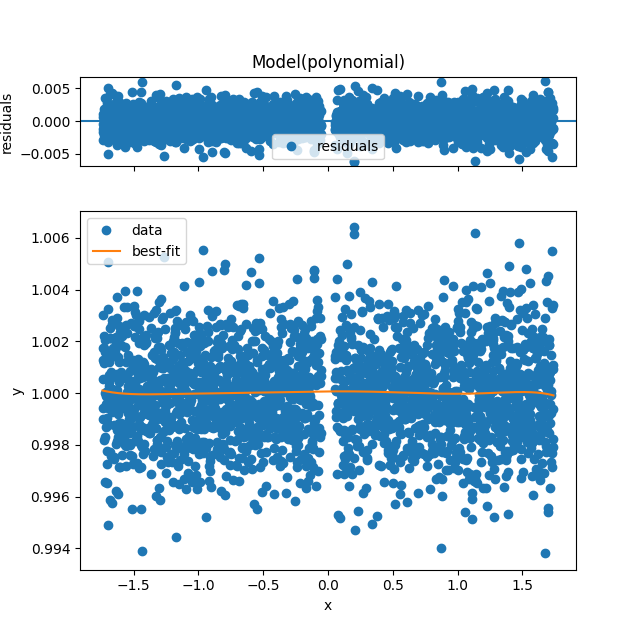 Model(polynomial)
residuals
0.005
0.000
−0.005
residuals
data
best-fit
y
1.006
1.004
1.002
1.000
0.998
0.996
0.994
−1.5 −1.0 −0.5 0.0 0.5 1.0 1.5
x